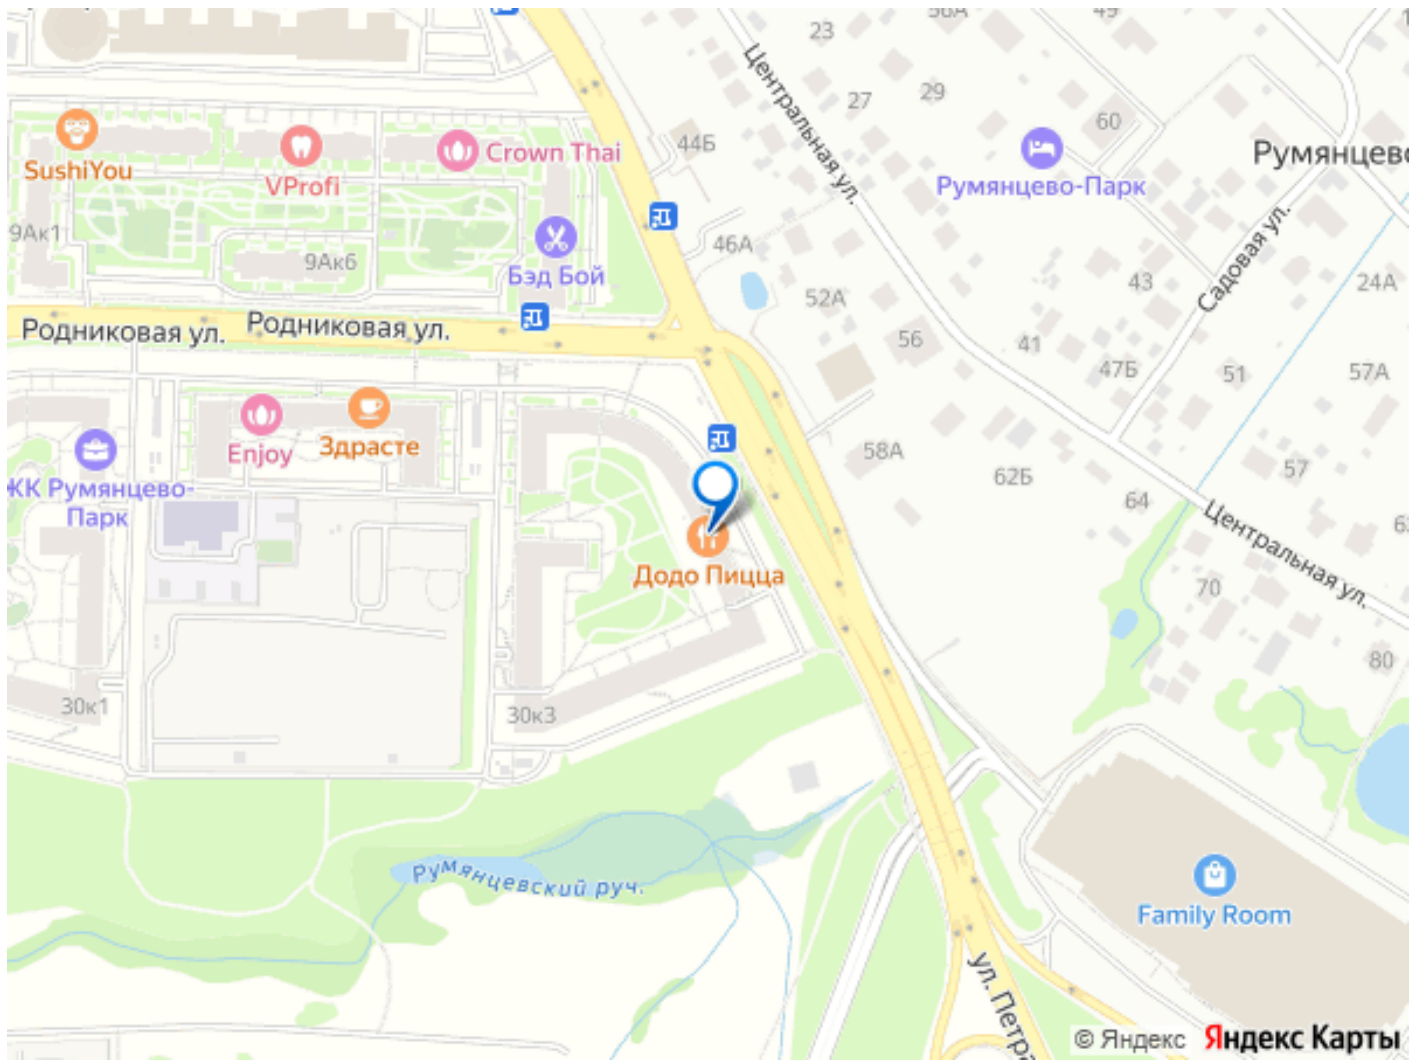 23
49
Центральная ул.
27
29
60
44Б
SushiYou
VProfi
Crown Thai
Румянцево-Парк
9Ак1
9Ак6
Бэд Бой
46А
52А
43
Садовая ул.
24А
Родниковая ул.
Родниковая ул.
56
41
47Б
51
57А
Enjoy
Здрасте
58А
62Б
57
64
ЖК Румянцево-
Парк
Центральная ул.
Додо Пицца
70
80
30к1
30к3
Румянцевский руч.
Family Room
© Яндекс
Яндекс Карты